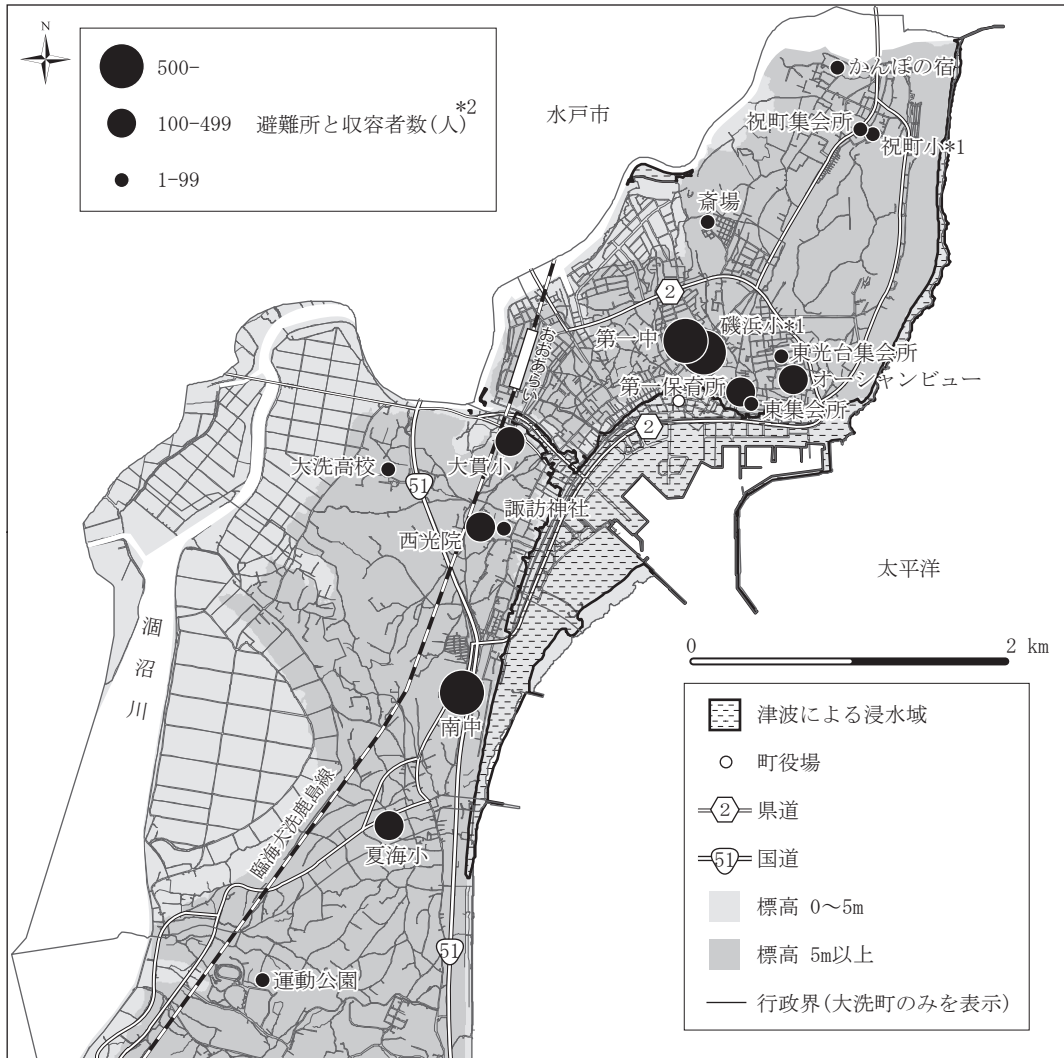 N
500-
100-499 避難所と収容者数(人)*2
1-99
水戸市
かんぽの宿
祝町集会所
祝町小*1
斎場
2
第一中
磯浜小*1
東光台集会所
オーシャンビュー
第一保育所
東集会所
2
おおあらい
大貫小
大洗高校
51
諏訪神社
西光院
太平洋
涸沼川
南中
臨海大洗鹿島線
夏海小
51
運動公園
0 2 km
津波による浸水域
町役場
2 県道
51 国道
標高 0～5m
標高 5m以上
行政界(大洗町のみを表示)